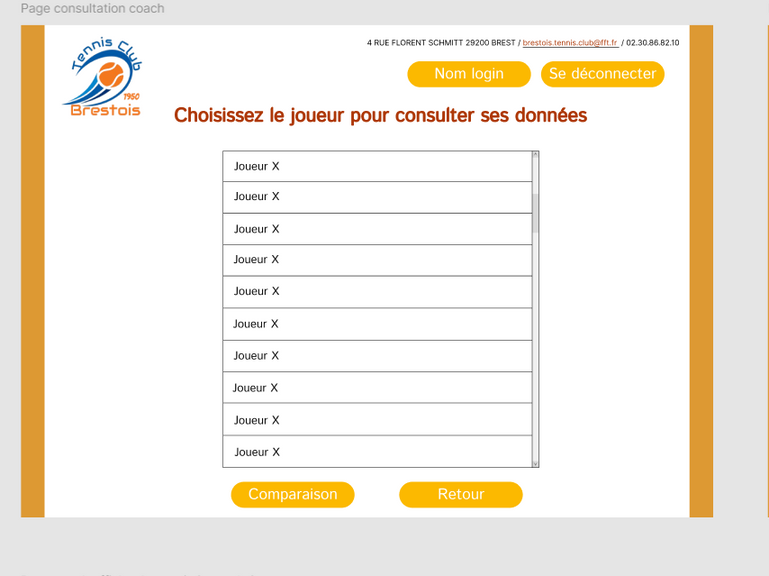 Page consultation coach
Tennis Club
1950
Brestois
4 RUE FLORENT SCHMITT 29200 BREST / brestois.tennis.club@fft.fr / 02.30.86.82.10
Nom login
Se déconnecter
Choisissez le joueur pour consulter ses données
Joueur X
Joueur X
Joueur X
Joueur X
Joueur X
Joueur X
Joueur X
Joueur X
Joueur X
Joueur X
Comparaison
Retour